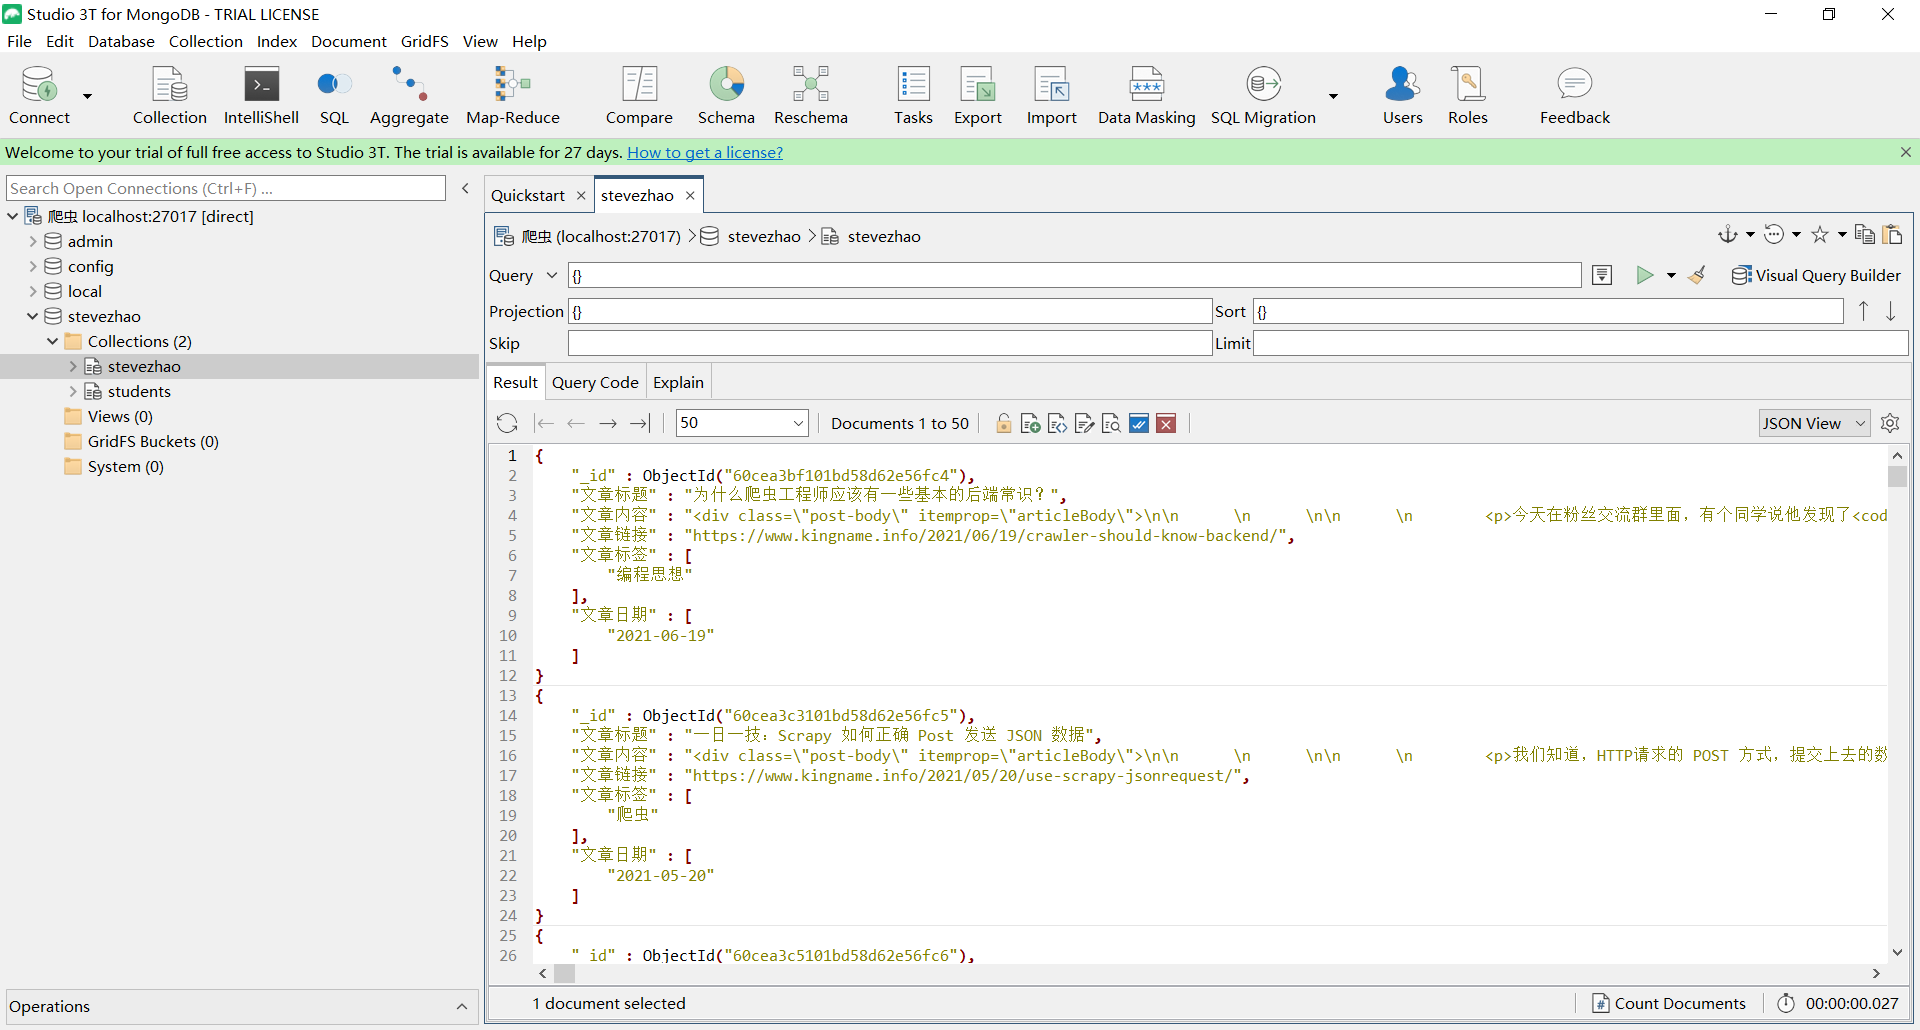 Studio 3T for MongoDB - TRIAL LICENSE
File Edit Database Collection Index Document GridFS View Help
Connect Collection IntelliShell SQL Aggregate Map-Reduce Compare Schema Reschema Tasks Export Import Data Masking SQL Migration Users Roles Feedback
Welcome to your trial of full free access to Studio 3T. The trial is available for 27 days. How to get a license?
Search Open Connections (Ctrl+F) ...
爬虫 localhost:27017 [direct]
admin
config
local
stevezhao
Collections (2)
stevezhao
students
Views (0)
GridFS Buckets (0)
System (0)
Operations
Quickstart stevezhao
爬虫 (localhost:27017) stevezhao stevezhao
Query {} Visual Query Builder
Projection {} Sort {}
Skip Limit
Result Query Code Explain
50 Documents 1 to 50 JSON View
1 {
2 "_id" : ObjectId("60cea3bf101bd58d62e56fc4"),
3 "文章标题" : "为什么爬虫工程师应该有一些基本的后端常识？",
4 "文章内容" : "<div class=\"post-body\" itemprop=\"articleBody\">\n\n \n \n\n \n <p>今天在粉丝交流群里面，有个同学说他发现了<cod
5 "文章链接" : "https://www.kingname.info/2021/06/19/crawler-should-know-backend/",
6 "文章标签" : [
7 "编程思想"
8 ],
9 "文章日期" : [
10 "2021-06-19"
11 ]
12 }
13 {
14 "_id" : ObjectId("60cea3c3101bd58d62e56fc5"),
15 "文章标题" : "一日一技：Scrapy 如何正确 Post 发送 JSON 数据",
16 "文章内容" : "<div class=\"post-body\" itemprop=\"articleBody\">\n\n \n \n\n \n <p>我们知道，HTTP请求的 POST 方式，提交上去的数
17 "文章链接" : "https://www.kingname.info/2021/05/20/use-scrapy-jsonrequest/",
18 "文章标签" : [
19 "爬虫"
20 ],
21 "文章日期" : [
22 "2021-05-20"
23 ]
24 }
25 {
26 "_id" : ObjectId("60cea3c5101bd58d62e56fc6"),
1 document selected Count Documents 00:00:00.027